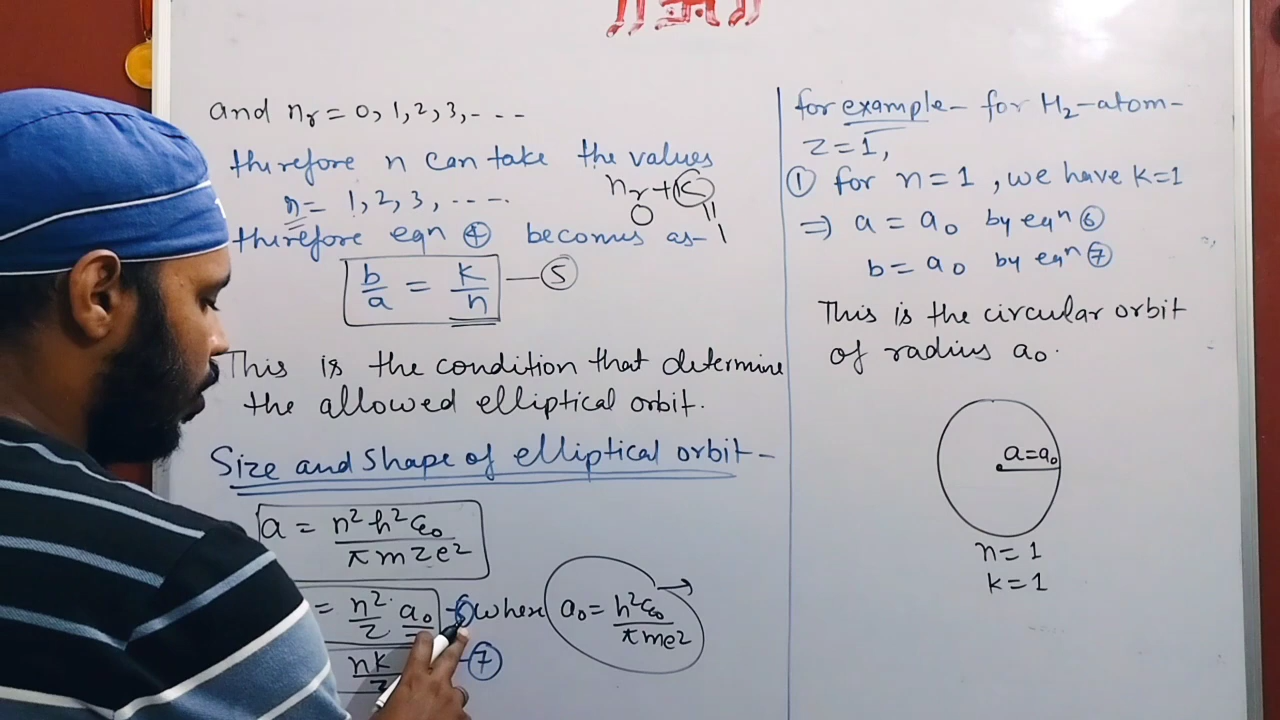 and nᵣ = 0, 1, 2, 3, - - -
therefore n can take the values
n = 1, 2, 3, - - - -.
nᵣ + k
0 1
therefore eqn ④ becomes as-
b/a = k/n —⑤
This is the condition that determine
the allowed elliptical orbit.
Size and Shape of elliptical orbit-
a = n²h²ε₀/πmze²
= n²/z · a₀ -⑥ where a₀ = h²ε₀/πme² →
nk/z —⑦
for example- for H₂-atom-
z=1,
① for n=1, we have k=1
⇒ a = a₀ by eqⁿ ⑥
b = a₀ by eqⁿ ⑦
This is the circular orbit
of radius a₀.
a=a₀
n=1
k=1